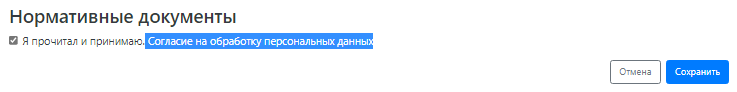 Нормативные документы
Я прочитал и принимаю. Согласие на обработку персональных данных
Отмена Сохранить